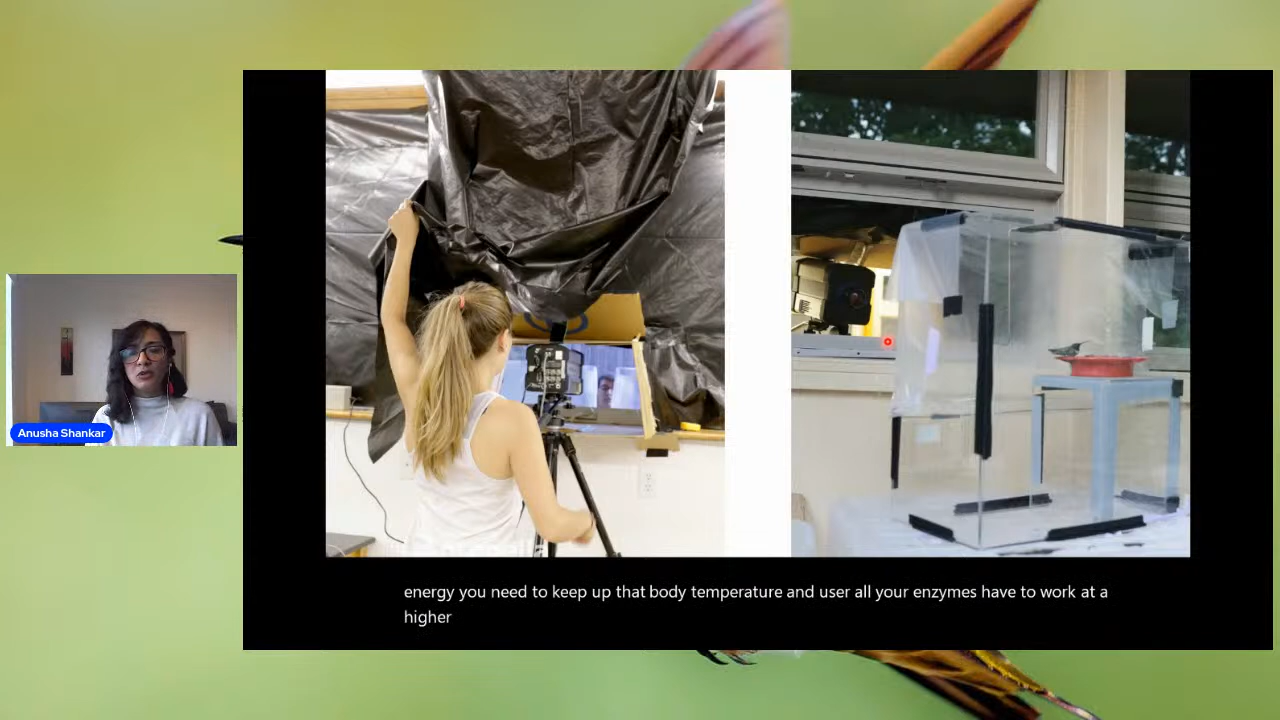 Anusha Shankar
energy you need to keep up that body temperature and user all your enzymes have to work at a
higher